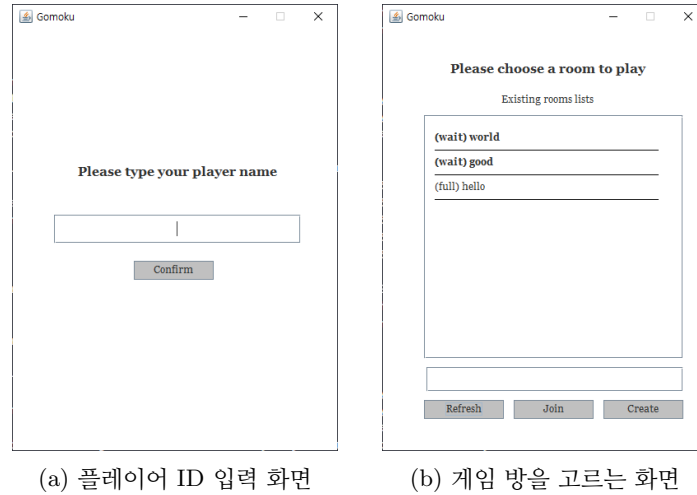 Gomoku
Please type your player name
Confirm
(a) 플레이어 ID 입력 화면
Gomoku
Please choose a room to play
Existing rooms lists
(wait) world
(wait) good
(full) hello
Refresh
Join
Create
(b) 게임 방을 고르는 화면